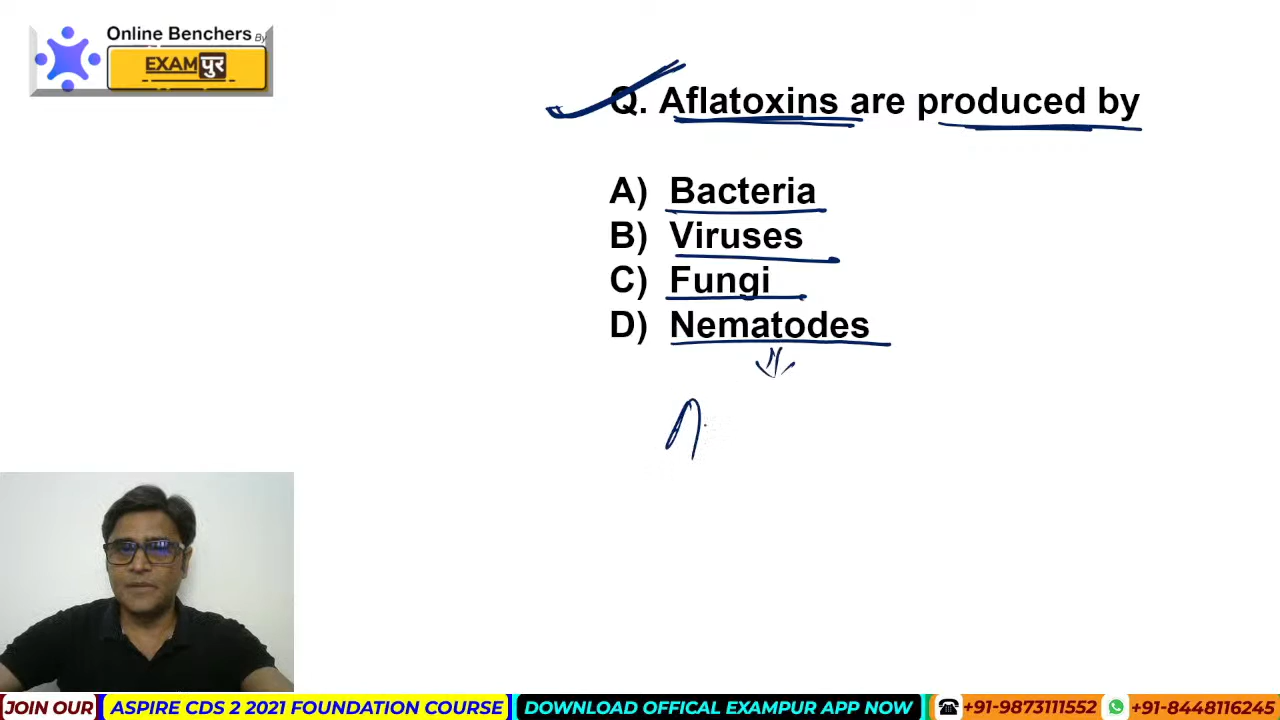 Online Benchers By
EXAMपुर
Q. Aflatoxins are produced by
A) Bacteria
B) Viruses
C) Fungi
D) Nematodes
JOIN OUR ASPIRE CDS 2 2021 FOUNDATION COURSE DOWNLOAD OFFICAL EXAMPUR APP NOW +91-9873111552 +91-8448116245